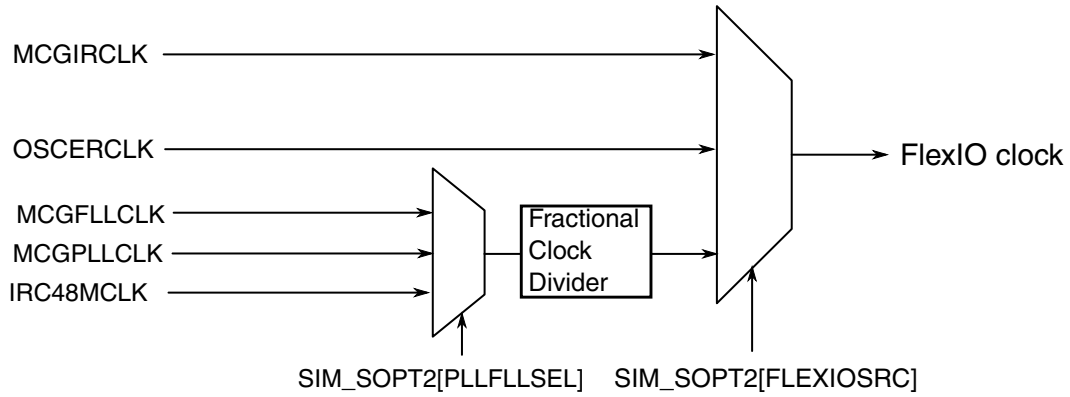 MCGIRCLK
OSCERCLK
FlexIO clock
MCGFLLCLK
MCGPLLCLK
IRC48MCLK
Fractional
Clock
Divider
SIM_SOPT2[PLLFLLSEL]
SIM_SOPT2[FLEXIOSRC]